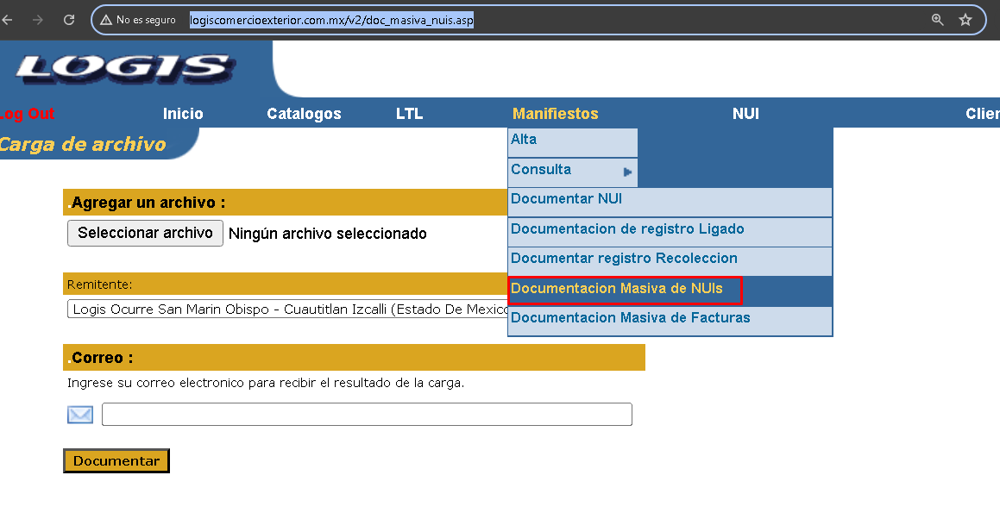 No es seguro
logiscomercioexterior.com.mx/v2/doc_masiva_nuis.asp
LOGIS
Log Out
Inicio
Catalogos
LTL
Manifiestos
NUI
Clien
Carga de archivo
Alta
Consulta
Documentar NUI
Documentacion de registro Ligado
Documentar registro Recoleccion
Documentacion Masiva de NUIs
Documentacion Masiva de Facturas
.Agregar un archivo :
Seleccionar archivo Ningún archivo seleccionado
Remitente:
Logis Ocurre San Marin Obispo - Cuautitlan Izcalli (Estado De Mexico
.Correo :
Ingrese su correo electronico para recibir el resultado de la carga.
Documentar